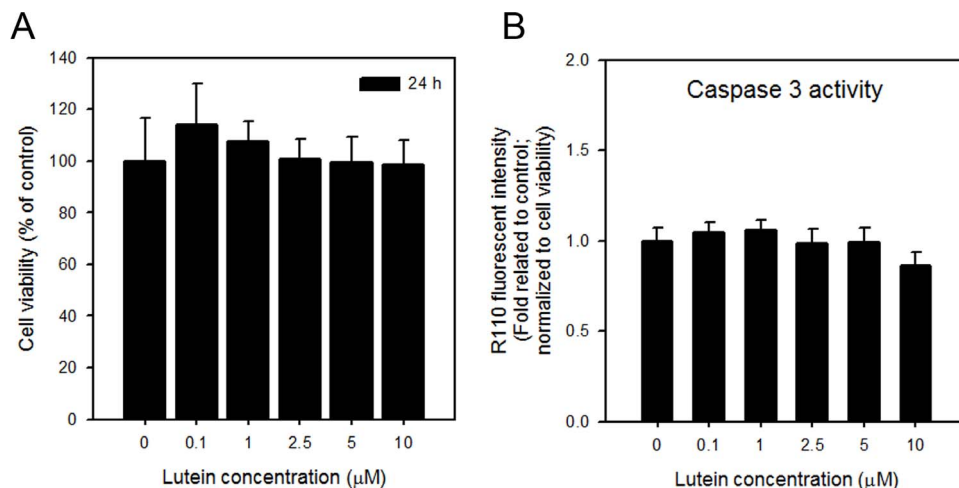 A
140
120
100
80
60
40
20
0
Cell viability (% of control)
24 h
0 0.1 1 2.5 5 10
Lutein concentration (μM)
B
2.0
1.5
1.0
0.5
0.0
R110 fluorescent intensity
(Fold related to control;
normalized to cell viability)
Caspase 3 activity
0 0.1 1 2.5 5 10
Lutein concentration (μM)